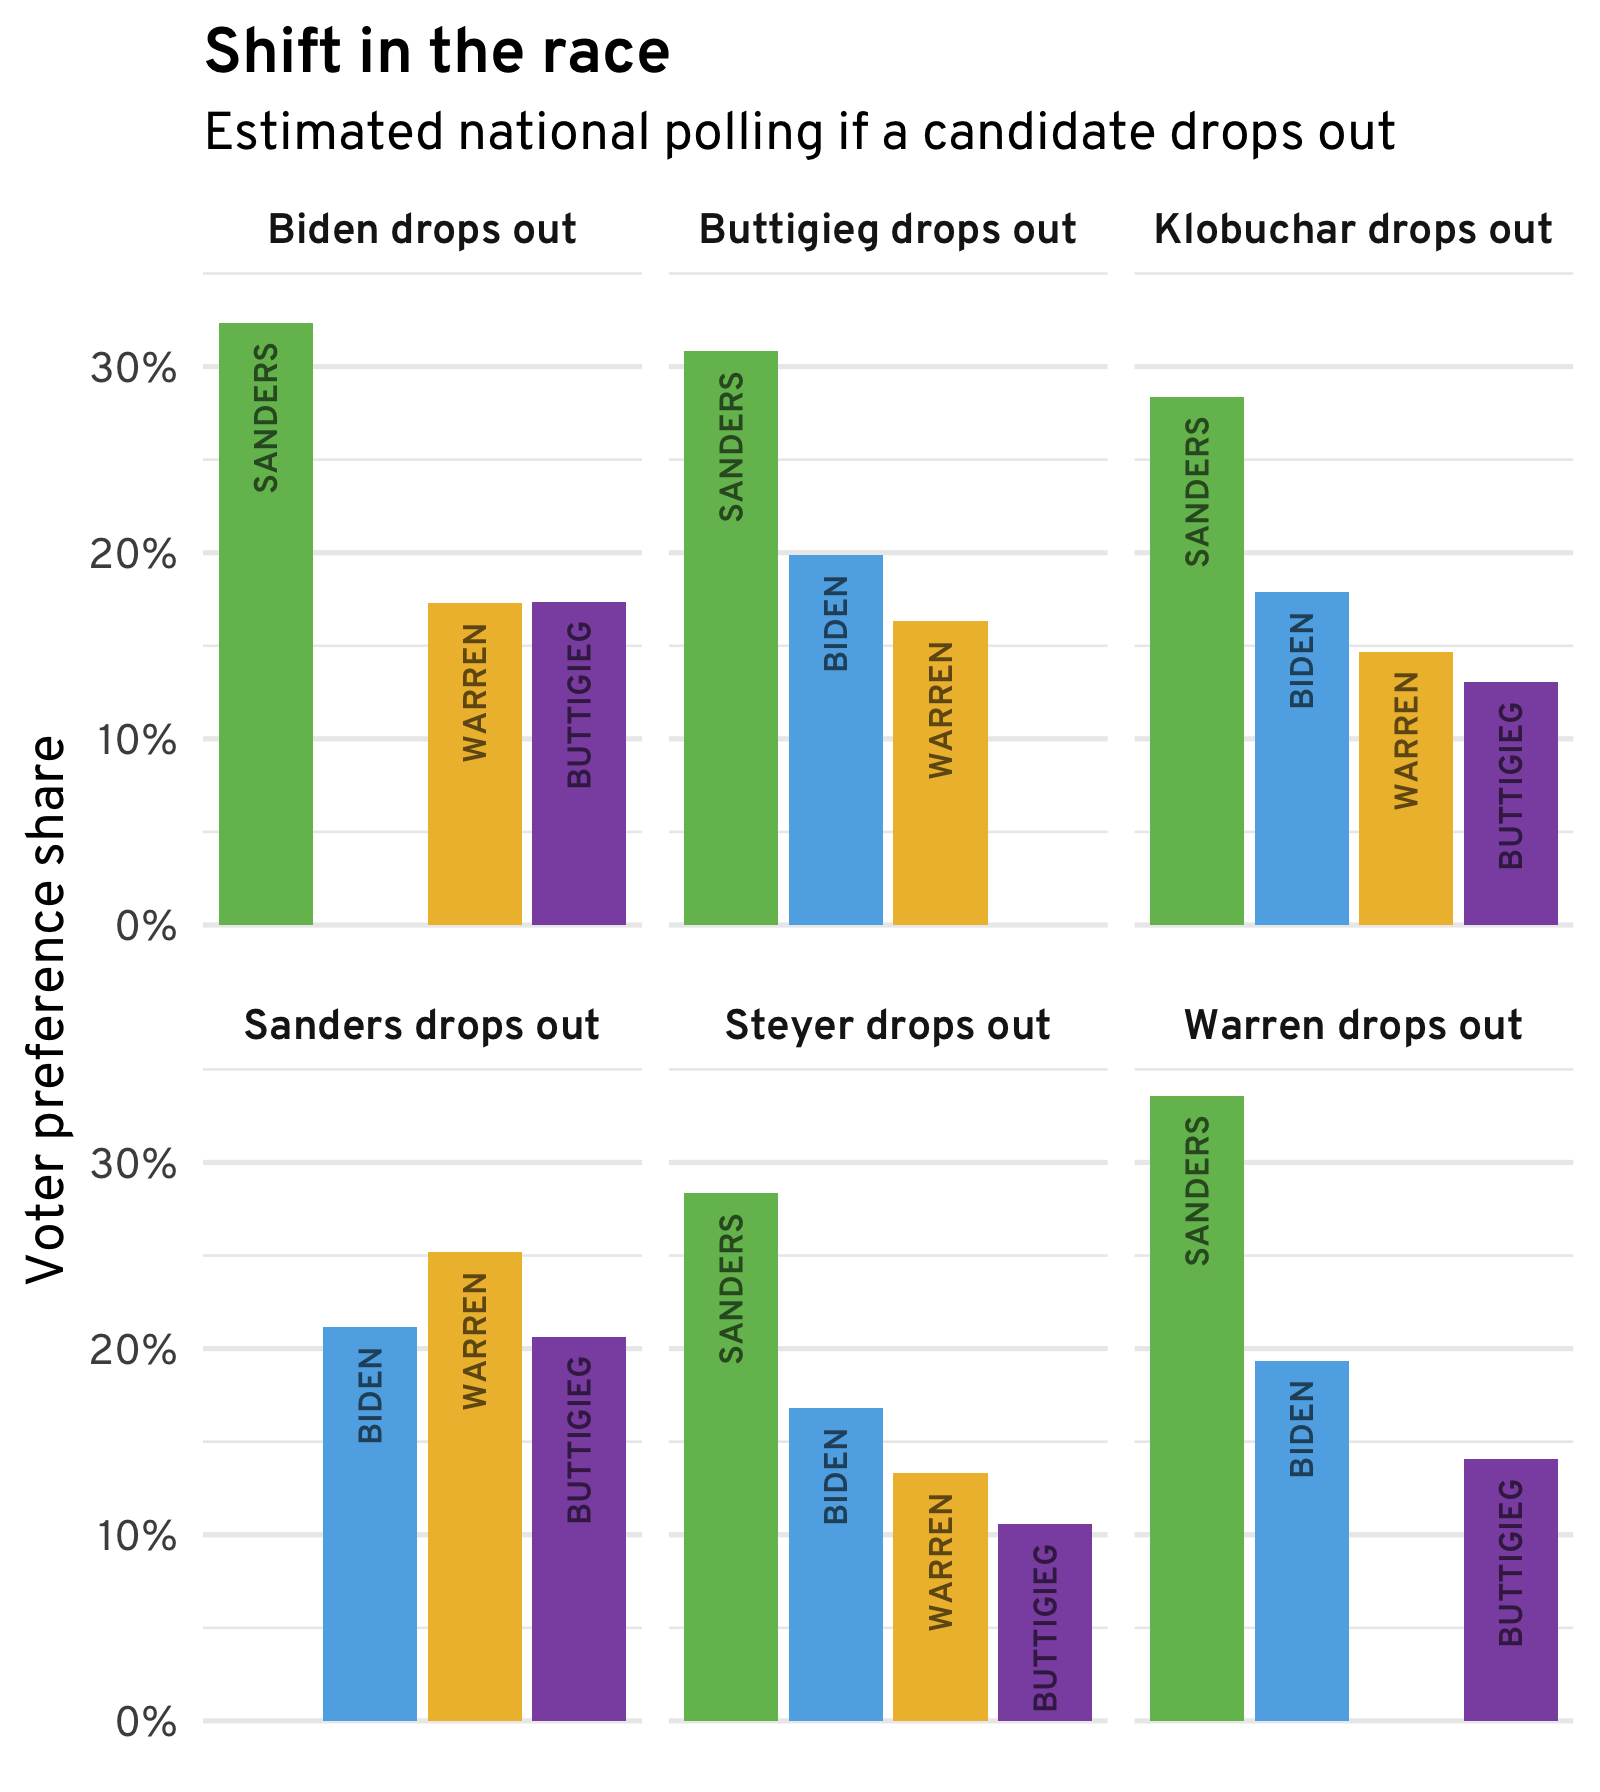 Shift in the race
Estimated national polling if a candidate drops out
Voter preference share
Biden drops out
Buttigieg drops out
Klobuchar drops out
30%
20%
10%
0%
SANDERS
WARREN
BUTTIGIEG
SANDERS
BIDEN
WARREN
SANDERS
BIDEN
WARREN
BUTTIGIEG
Sanders drops out
Steyer drops out
Warren drops out
30%
20%
10%
0%
BIDEN
WARREN
BUTTIGIEG
SANDERS
BIDEN
WARREN
BUTTIGIEG
SANDERS
BIDEN
BUTTIGIEG